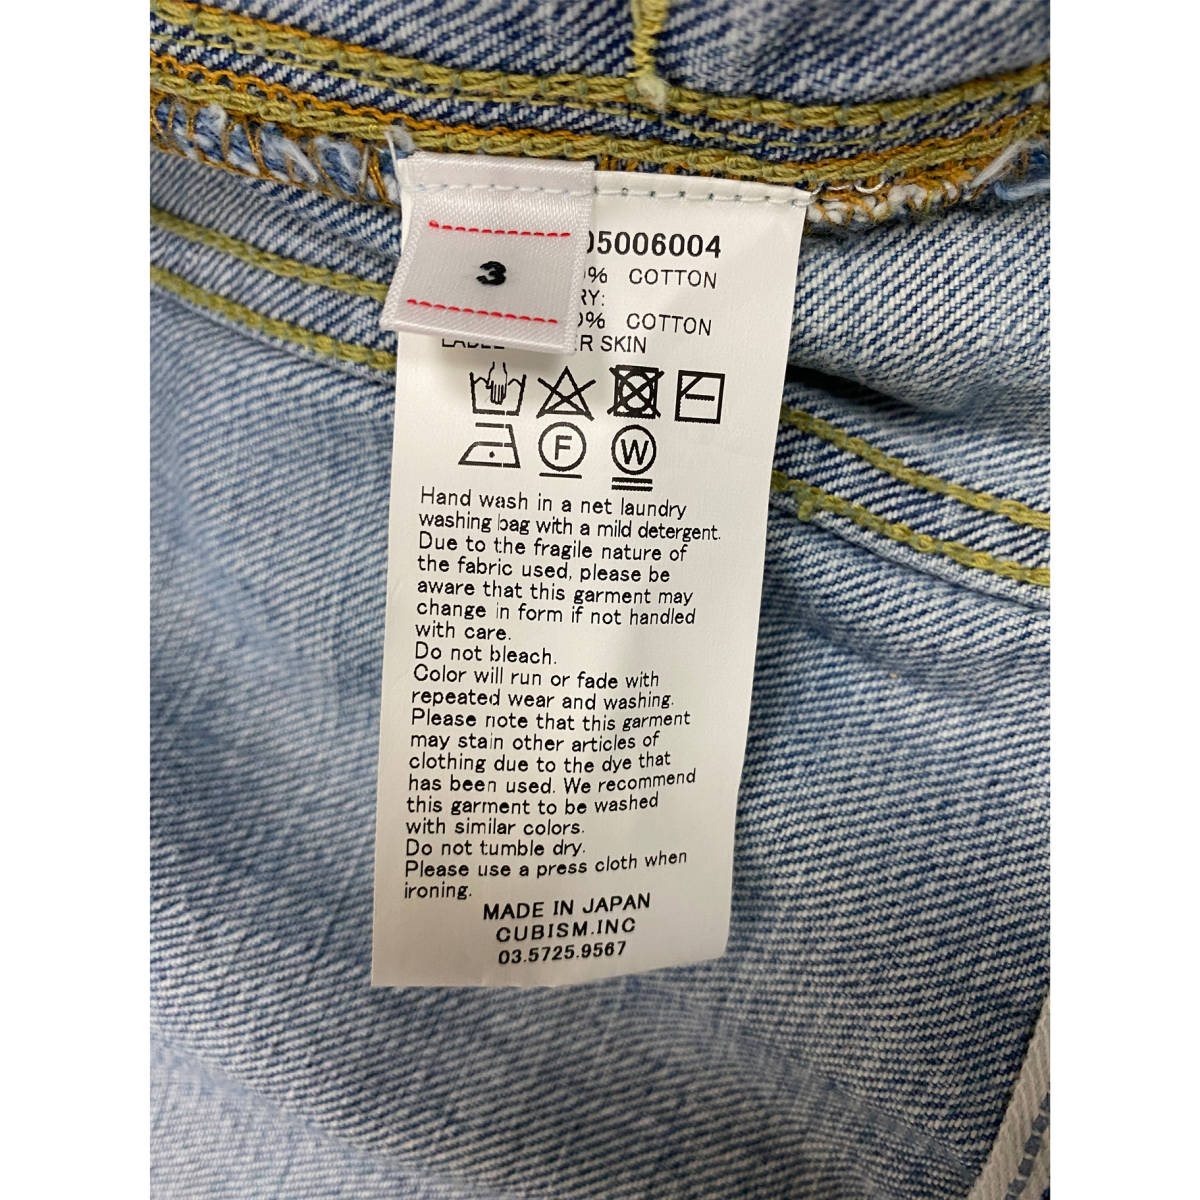 3
05006004
% COTTON
RY:
0% COTTON
LABEL R SKIN
F
W
Hand wash in a net laundry
washing bag with a mild detergent.
Due to the fragile nature of
the fabric used, please be
aware that this garment may
change in form if not handled
with care.
Do not bleach.
Color will run or fade with
repeated wear and washing.
Please note that this garment
may stain other articles of
clothing due to the dye that
has been used. We recommend
this garment to be washed
with similar colors.
Do not tumble dry.
Please use a press cloth when
ironing.
MADE IN JAPAN
CUBISM.INC
03.5725.9567